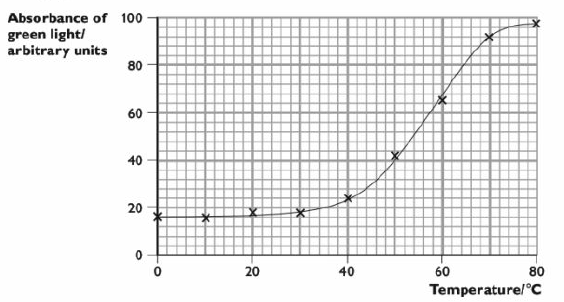 Absorbance of
green light/
arbitrary units
100
80
60
40
20
0
0 20 40 60 80
Temperature/°C